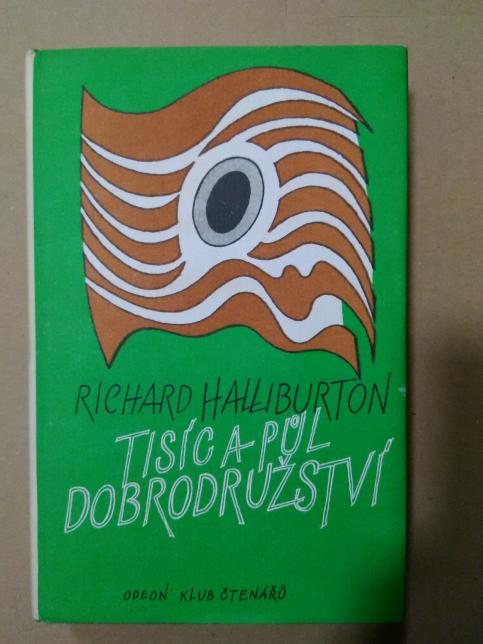 RICHARD HALLIBURTON
TISÍC A PŮL
DOBRODRUŽSTVÍ
ODEON KLUB ČTENÁŘŮ